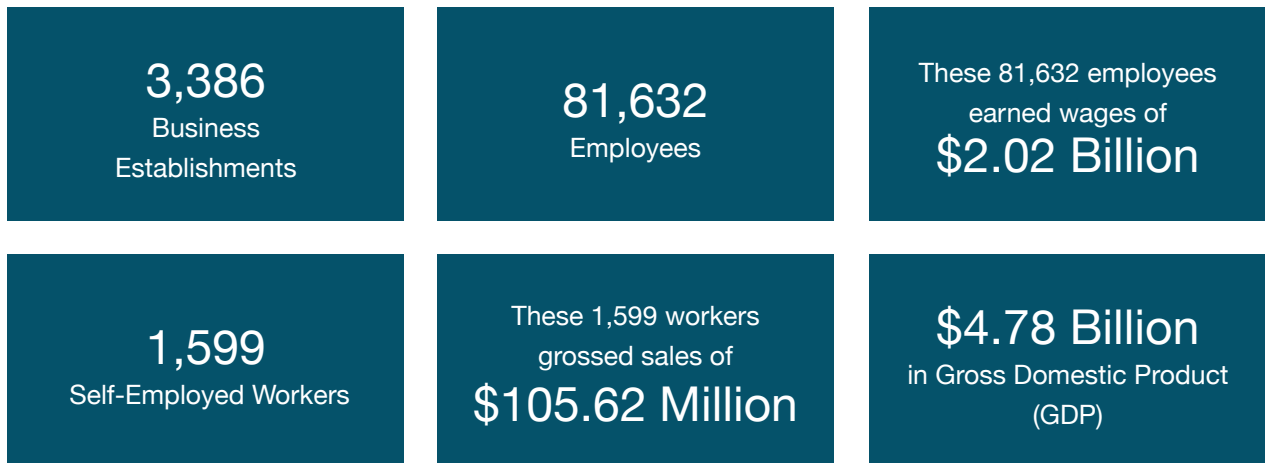 3,386
Business
Establishments
81,632
Employees
These 81,632 employees
earned wages of
$2.02 Billion
1,599
Self-Employed Workers
These 1,599 workers
grossed sales of
$105.62 Million
$4.78 Billion
in Gross Domestic Product
(GDP)